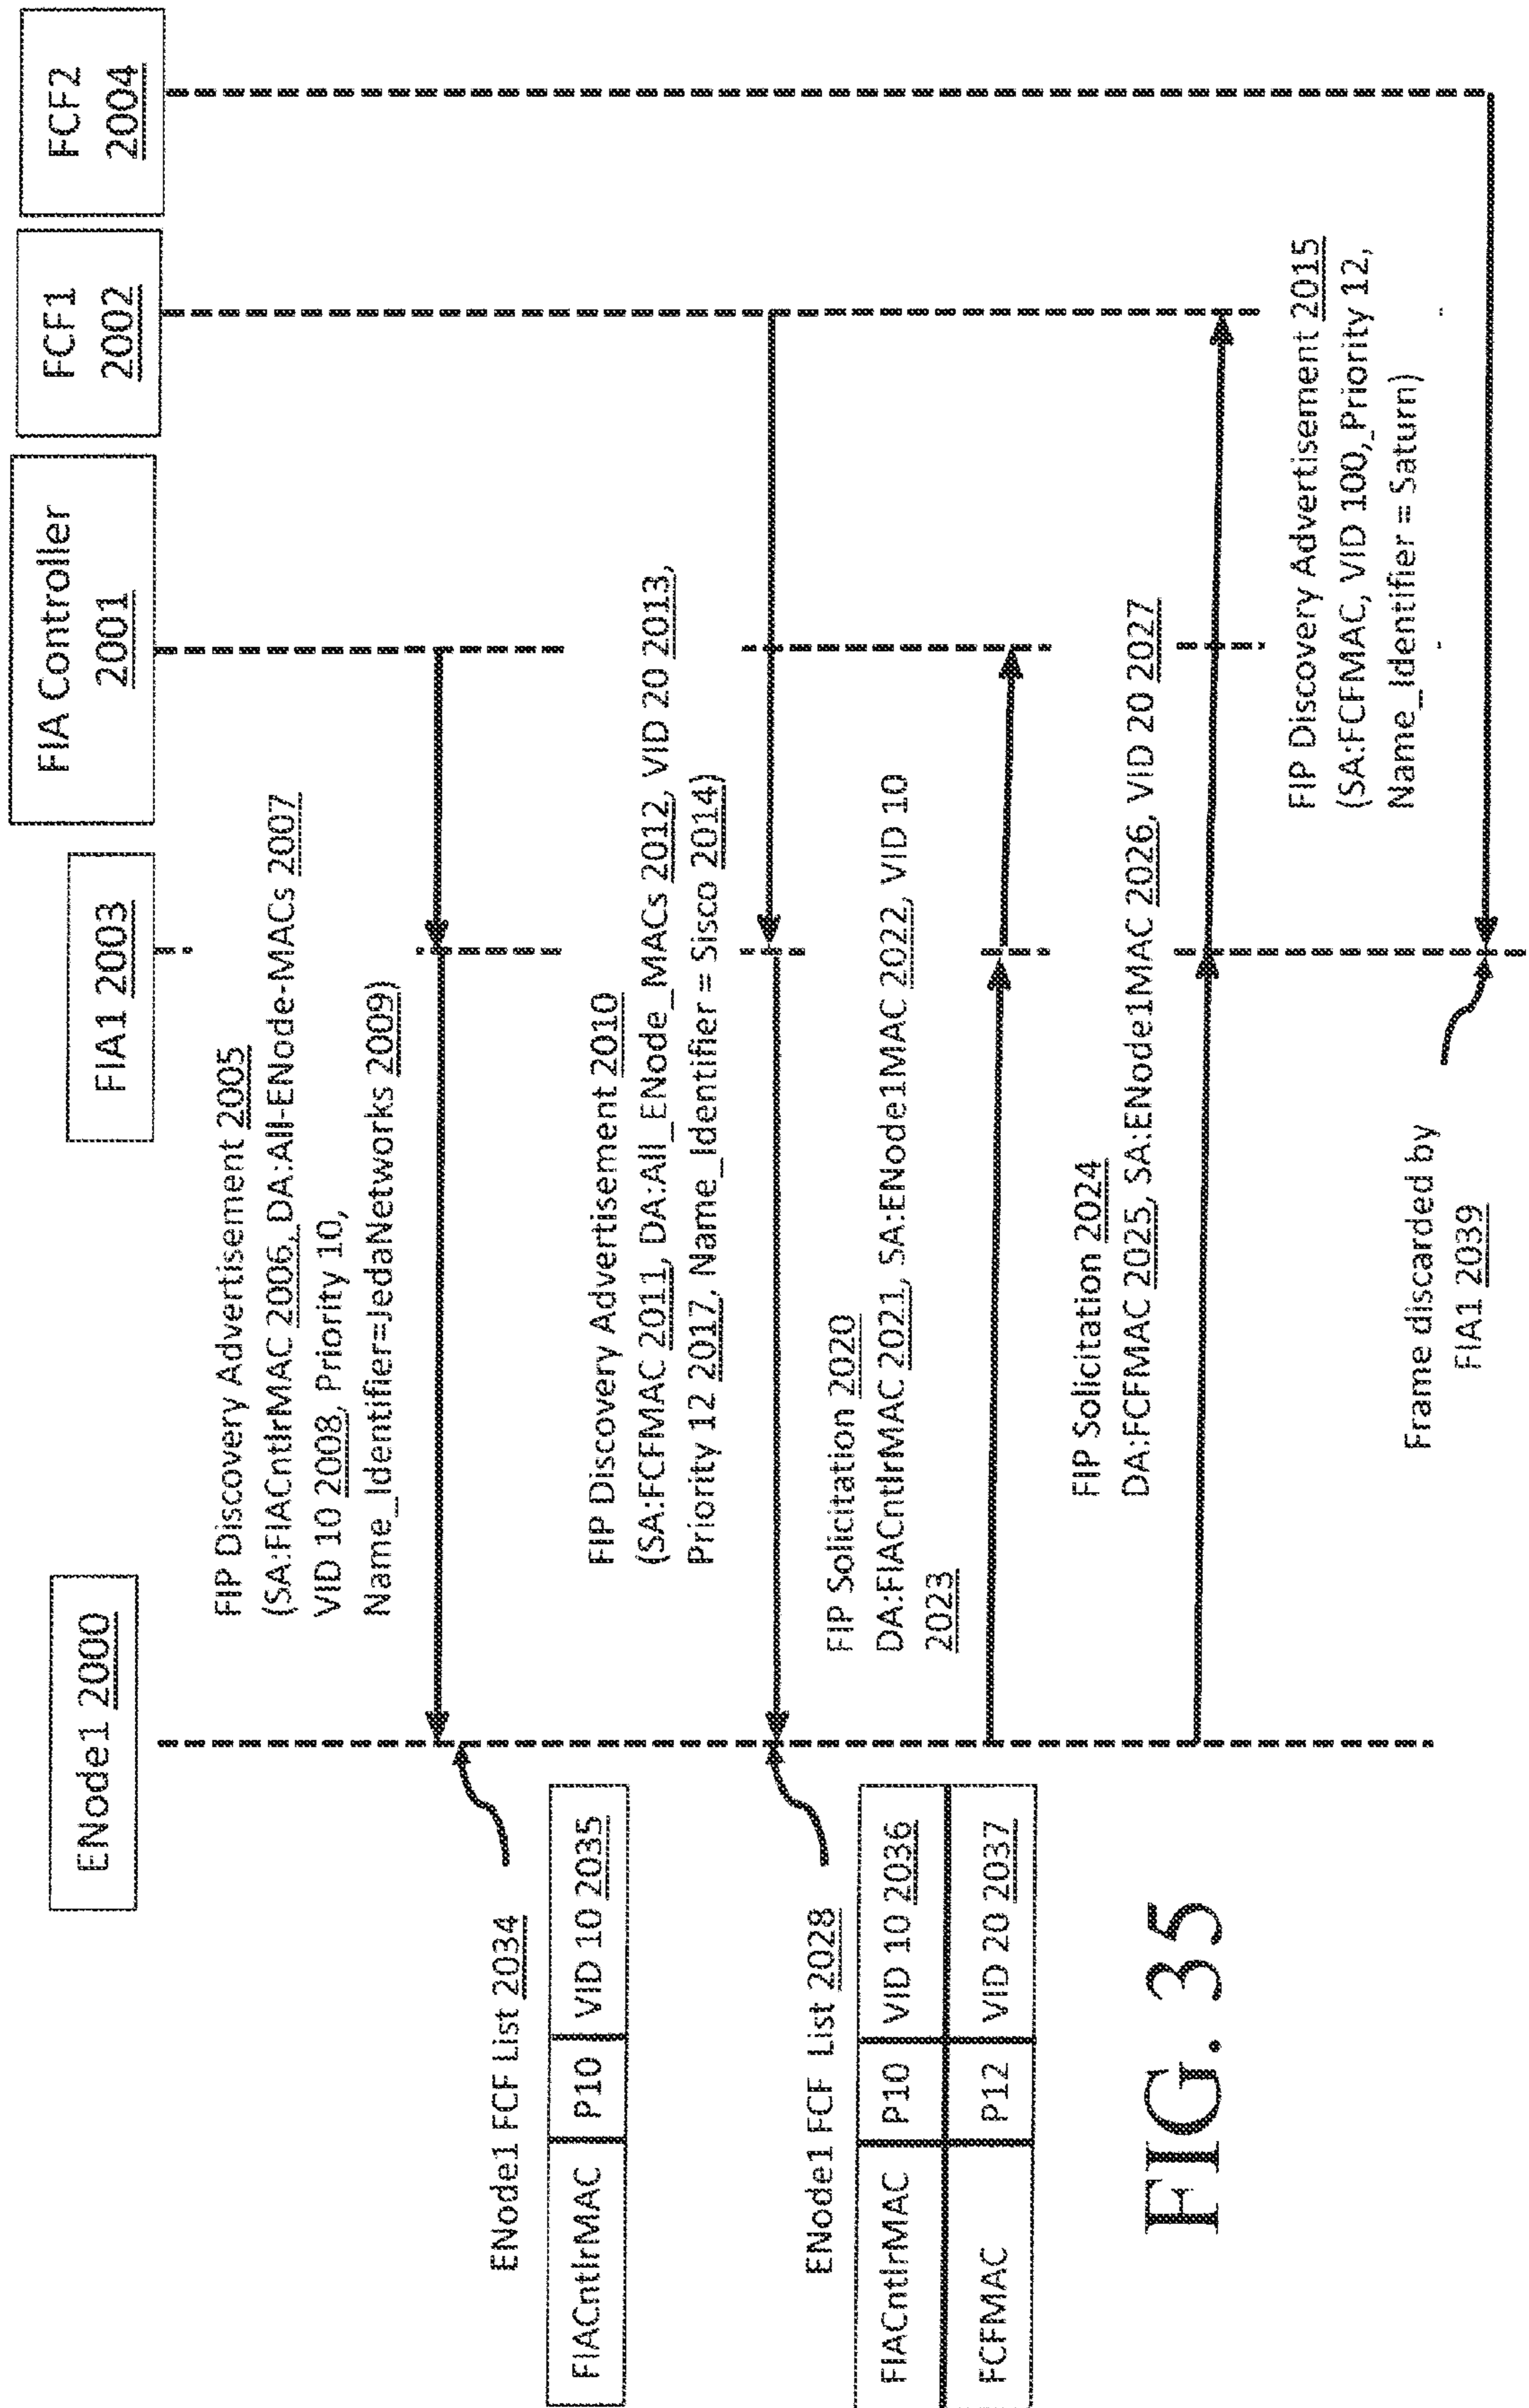 ENode1 2000
FIA1 2003
FIA Controller
2001
FCF1
2002
FCF2
2004
FIP Discovery Advertisement 2005
(SA:FIACntlrMAC 2006, DA:All-ENode-MACs 2007
VID 10 2008, Priority 10,
Name_Identifier=JedaNetworks 2009)
ENode1 FCF List 2034
FIACntlrMAC P10 VID 10 2035
FIP Discovery Advertisement 2010
(SA:FCFMAC 2011, DA:All_ENode_MACs 2012, VID 20 2013,
Priority 12 2017, Name_Identifier = Sisco 2014)
ENode1 FCF List 2028
FIACntlrMAC P10 VID 10 2036
FCFMAC P12 VID 20 2037
FIP Solicitation 2020
DA:FIACntlrMAC 2021, SA:ENode1MAC 2022, VID 10
2023
FIP Solicitation 2024
DA:FCFMAC 2025, SA:ENode1MAC 2026, VID 20 2027
FIP Discovery Advertisement 2015
(SA:FCFMAC, VID 100, Priority 12,
Name_Identifier = Saturn)
Frame discarded by
FIA1 2039
FIG. 35